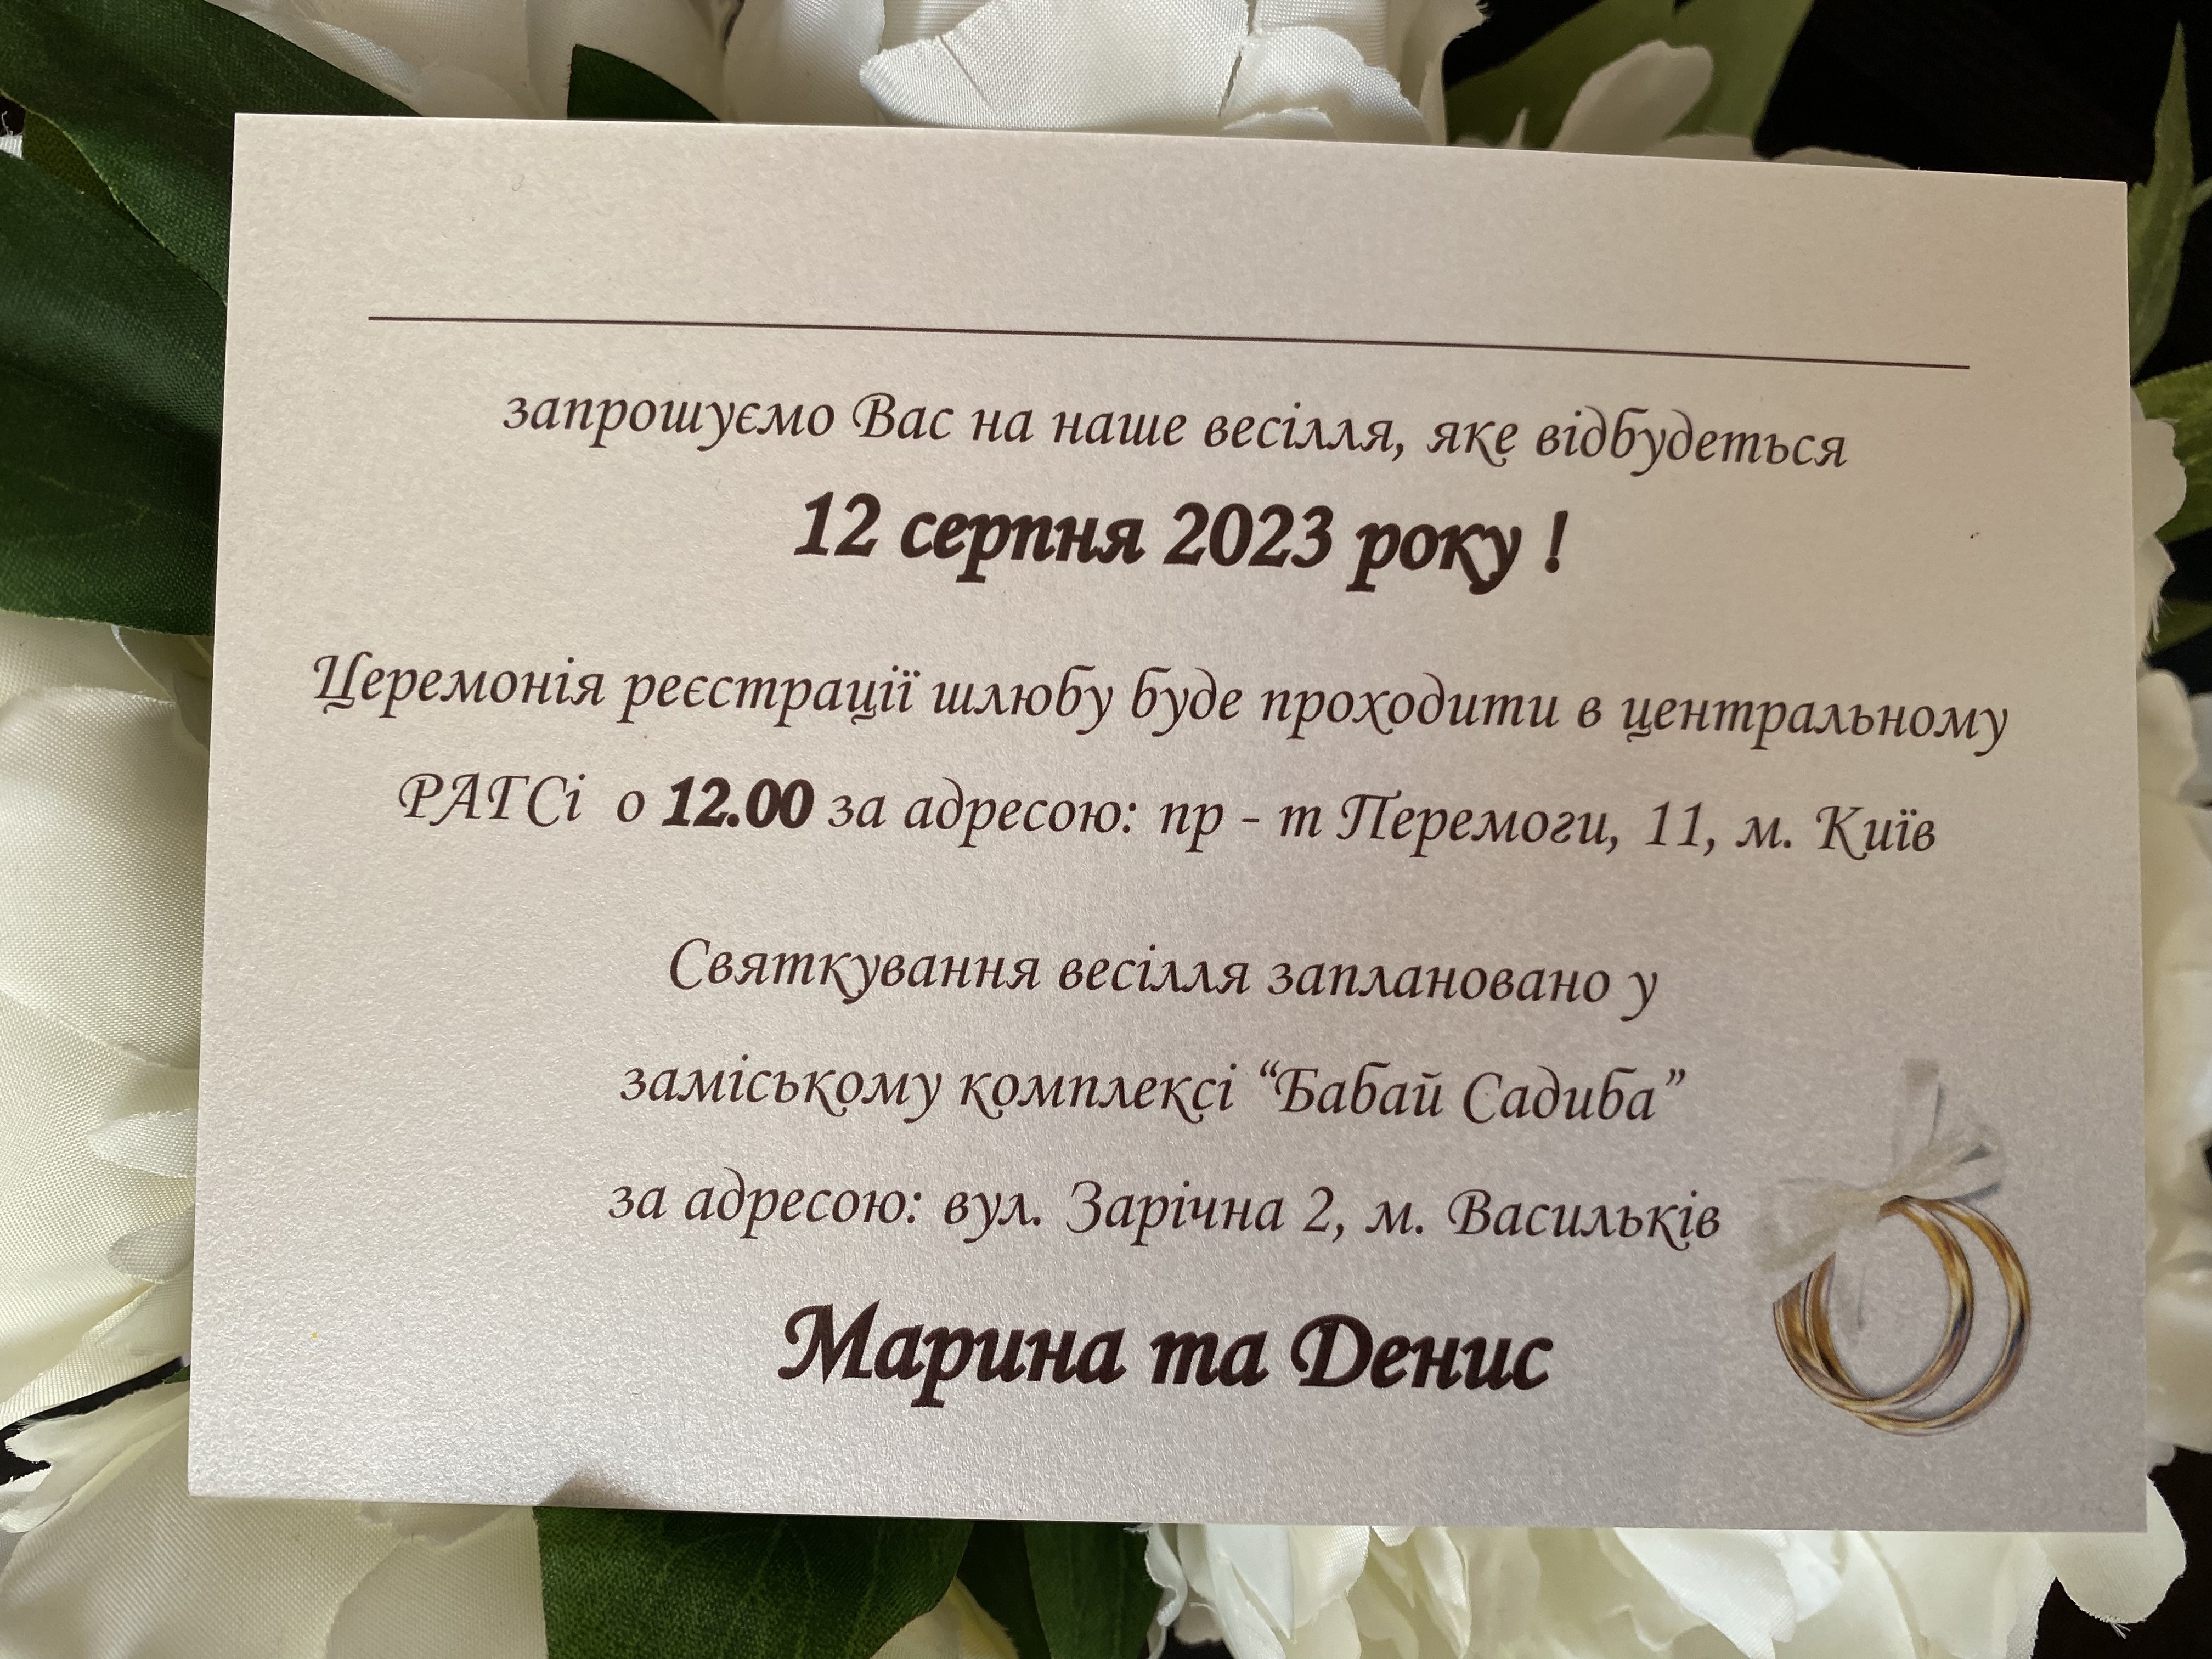 запрошуємо Вас на наше весілля, яке відбудеться
12 серпня 2023 року !
Церемонія реєстрації шлюбу буде проходити в центральному
РАГСі о 12.00 за адресою: пр - т Перемоги, 11, м. Київ
Святкування весілля заплановано у
заміському комплексі “Бабай Садиба”
за адресою: вул. Зарічна 2, м. Васильків
Марина та Денис